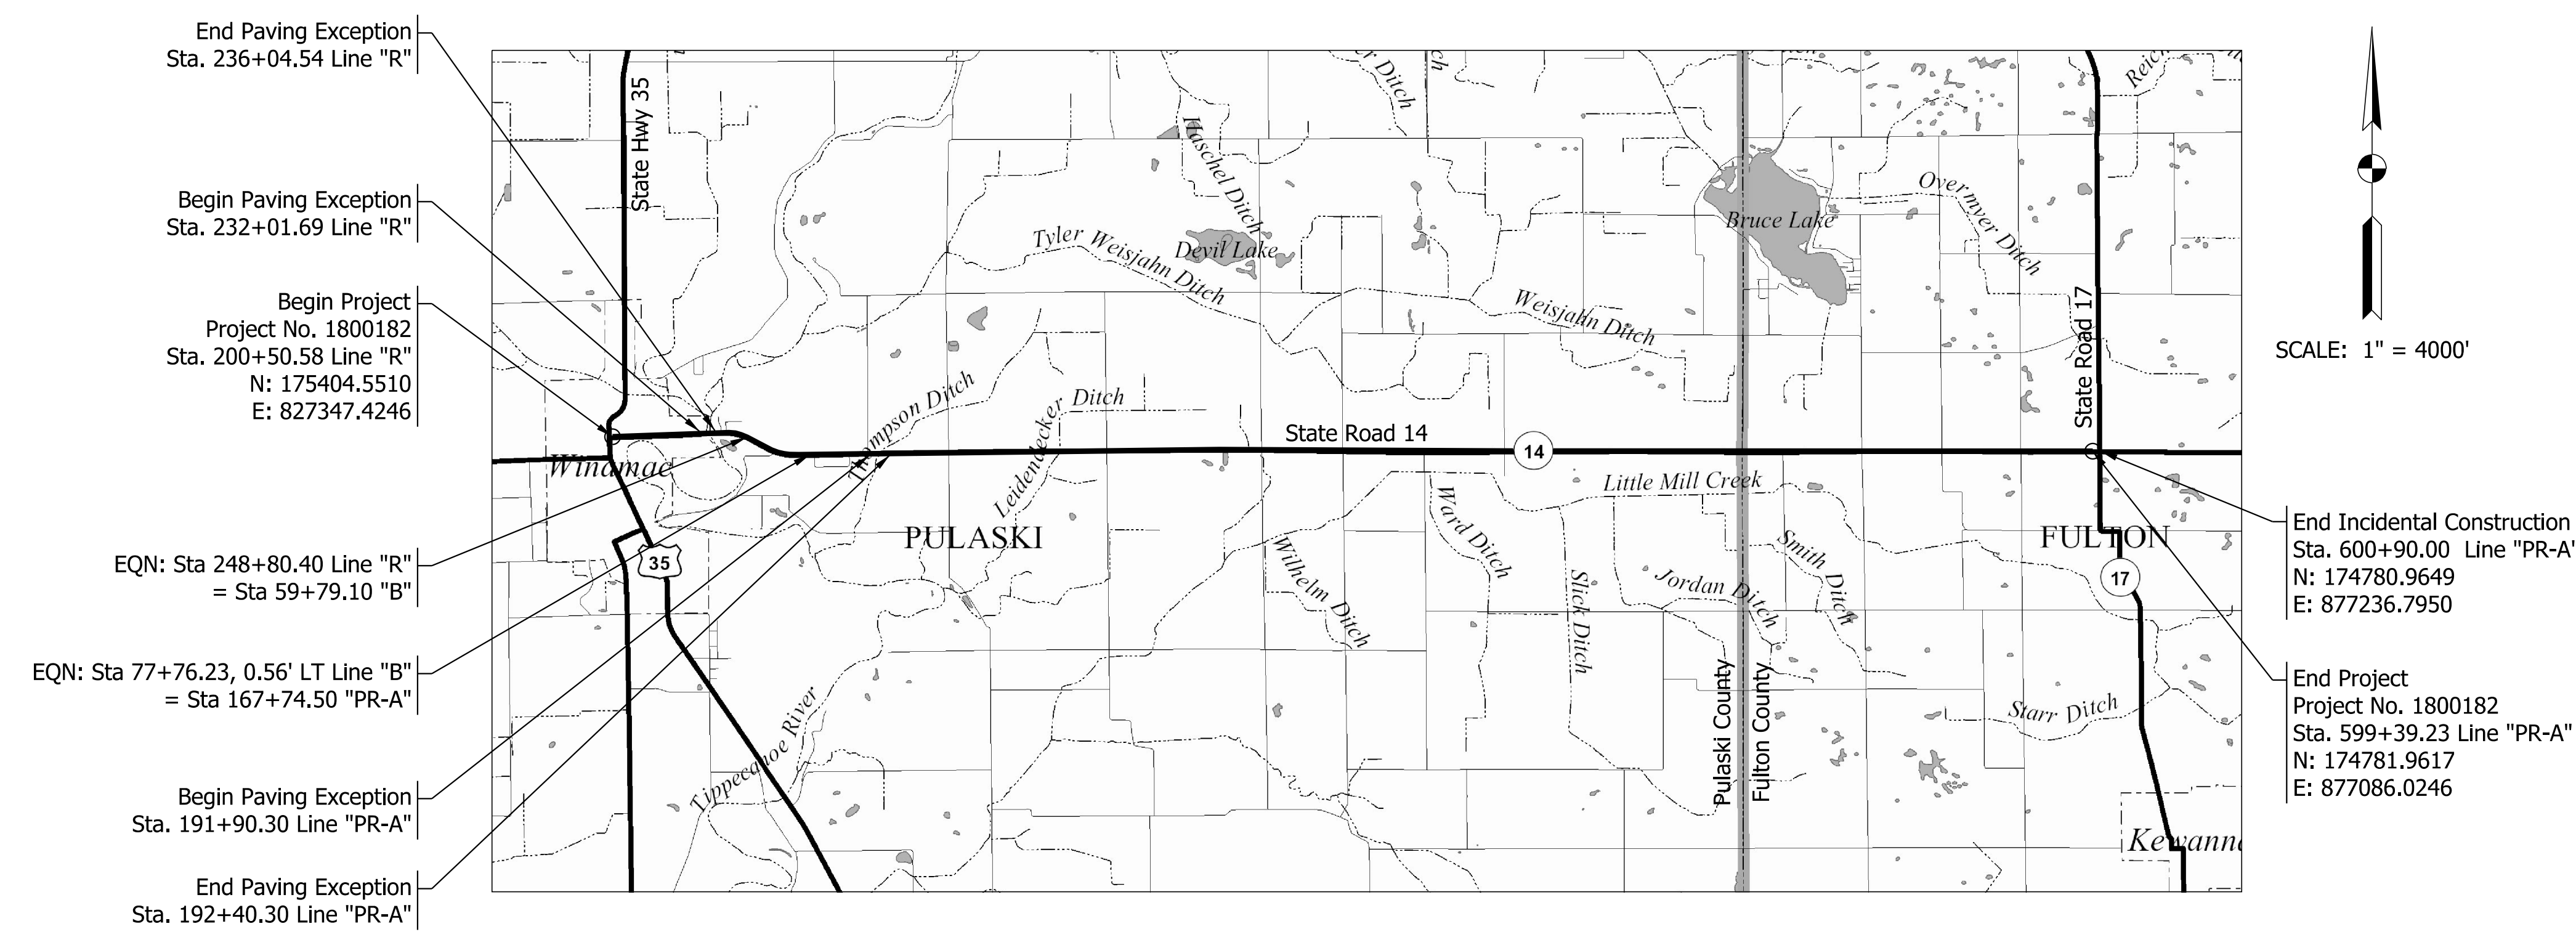 End Paving Exception
Sta. 236+04.54 Line "R"
Begin Paving Exception
Sta. 232+01.69 Line "R"
Begin Project
Project No. 1800182
Sta. 200+50.58 Line "R"
N: 175404.5510
E: 827347.4246
EQN: Sta 248+80.40 Line "R"
= Sta 59+79.10 "B"
EQN: Sta 77+76.23, 0.56' LT Line "B"
= Sta 167+74.50 "PR-A"
Begin Paving Exception
Sta. 191+90.30 Line "PR-A"
End Paving Exception
Sta. 192+40.30 Line "PR-A"
State Hwy 35
Winamac
35
Thompson Ditch
Leidendecker Ditch
PULASKI
Tippecanoe River
Haschel Ditch
Devil Lake
Tyler Weisjahn Ditch
Weisjahn Ditch
Ditch
State Road 14
14
Little Mill Creek
Ward Ditch
Wilhelm Ditch
Slick Ditch
Jordan Ditch
Smith Ditch
Pulaski County
Fulton County
Bruce Lake
Overmyer Ditch
State Road 17
FULTON
17
Starr Ditch
Kewanna
SCALE: 1" = 4000'
End Incidental Construction
Sta. 600+90.00 Line "PR-A"
N: 174780.9649
E: 877236.7950
End Project
Project No. 1800182
Sta. 599+39.23 Line "PR-A"
N: 174781.9617
E: 877086.0246